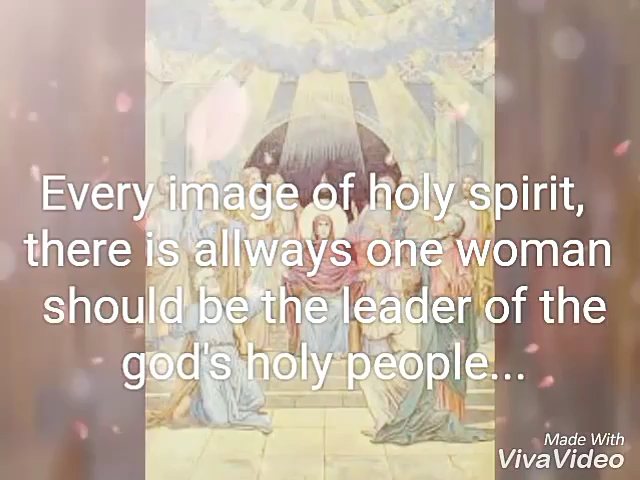 Every image of holy spirit,
there is allways one woman
should be the leader of the
god's holy people...
Made With
VivaVideo